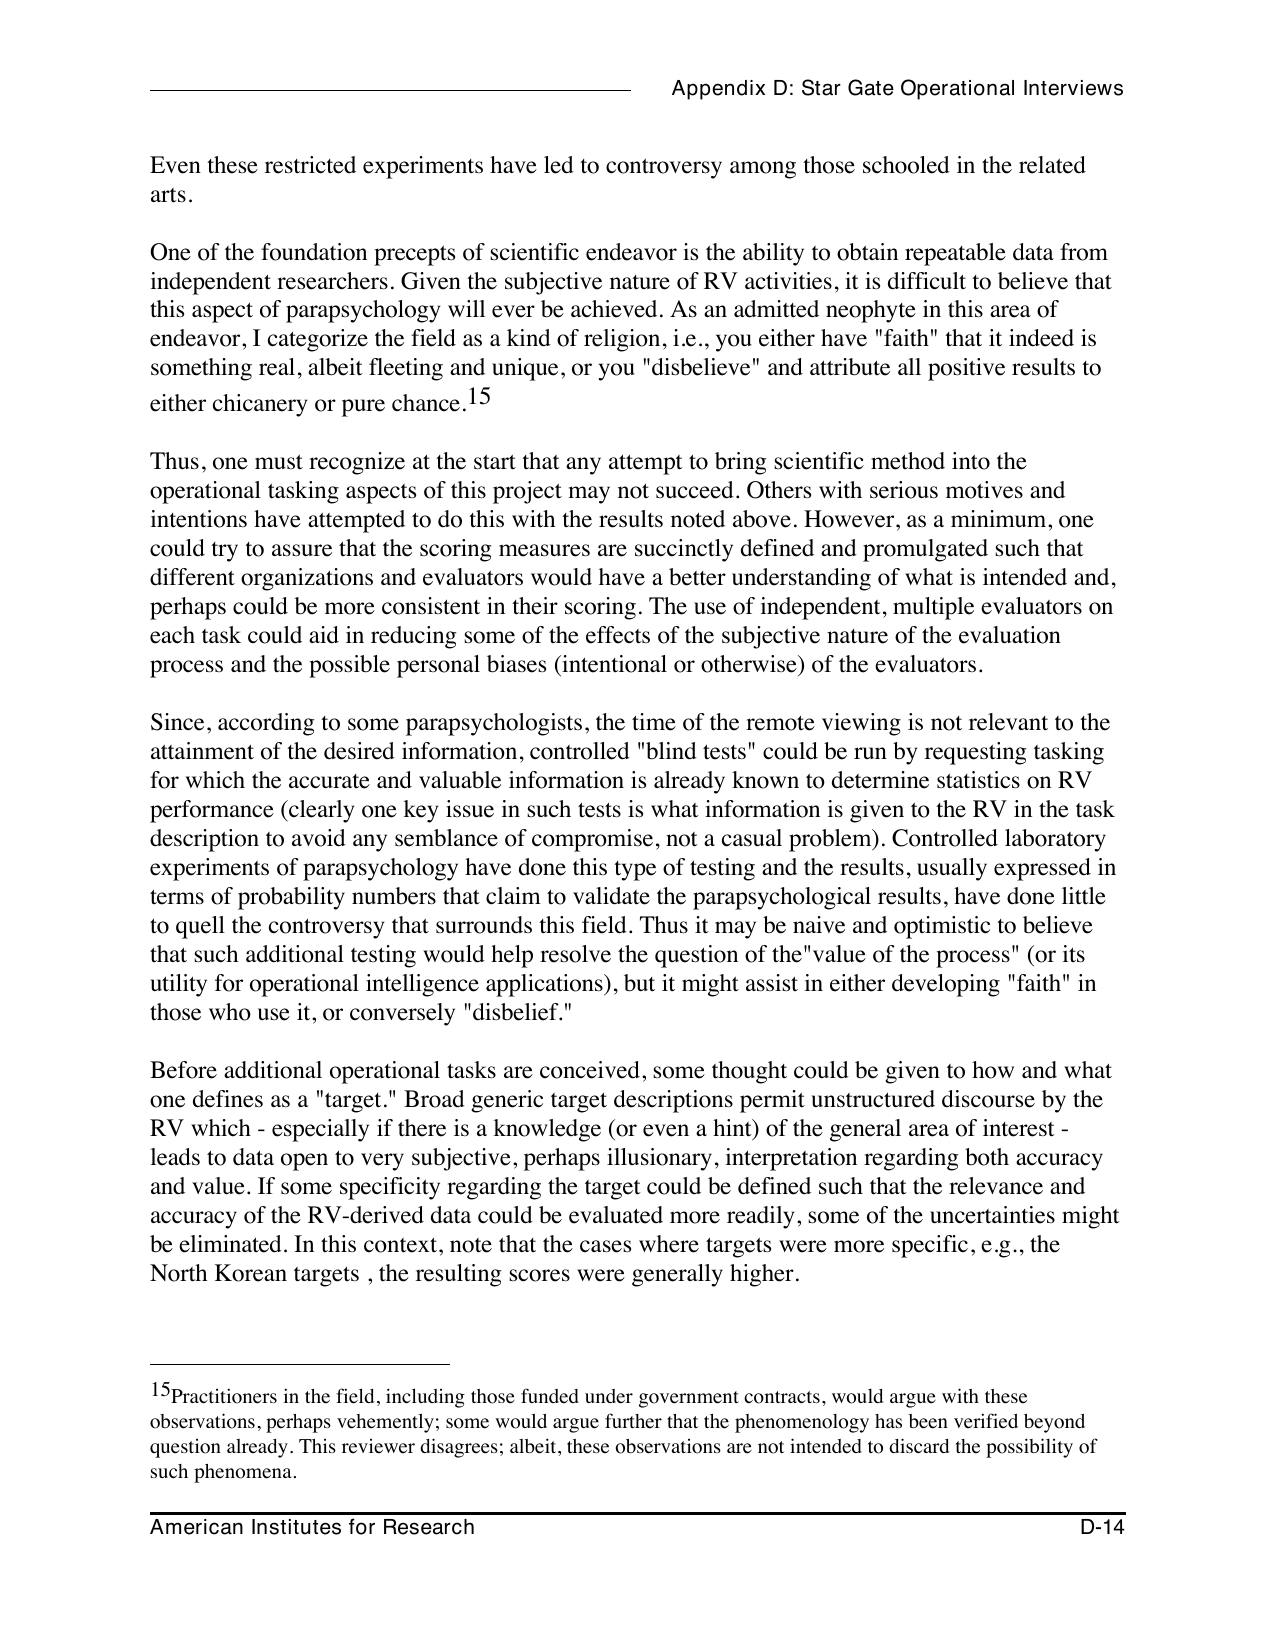 Appendix D: Star Gate Operational Interviews
Even these restricted experiments have led to controversy among those schooled in the related
arts.
One of the foundation precepts of scientific endeavor is the ability to obtain repeatable data from
independent researchers. Given the subjective nature of RV activities, it is difficult to believe that
this aspect of parapsychology will ever be achieved. As an admitted neophyte in this area of
endeavor, I categorize the field as a kind of religion, i.e., you either have "faith" that it indeed is
something real, albeit fleeting and unique, or you "disbelieve" and attribute all positive results to
either chicanery or pure chance.15
Thus, one must recognize at the start that any attempt to bring scientific method into the
operational tasking aspects of this project may not succeed. Others with serious motives and
intentions have attempted to do this with the results noted above. However, as a minimum, one
could try to assure that the scoring measures are succinctly defined and promulgated such that
different organizations and evaluators would have a better understanding of what is intended and,
perhaps could be more consistent in their scoring. The use of independent, multiple evaluators on
each task could aid in reducing some of the effects of the subjective nature of the evaluation
process and the possible personal biases (intentional or otherwise) of the evaluators.
Since, according to some parapsychologists, the time of the remote viewing is not relevant to the
attainment of the desired information, controlled "blind tests" could be run by requesting tasking
for which the accurate and valuable information is already known to determine statistics on RV
performance (clearly one key issue in such tests is what information is given to the RV in the task
description to avoid any semblance of compromise, not a casual problem). Controlled laboratory
experiments of parapsychology have done this type of testing and the results, usually expressed in
terms of probability numbers that claim to validate the parapsychological results, have done little
to quell the controversy that surrounds this field. Thus it may be naive and optimistic to believe
that such additional testing would help resolve the question of the"value of the process" (or its
utility for operational intelligence applications), but it might assist in either developing "faith" in
those who use it, or conversely "disbelief."
Before additional operational tasks are conceived, some thought could be given to how and what
one defines as a "target." Broad generic target descriptions permit unstructured discourse by the
RV which - especially if there is a knowledge (or even a hint) of the general area of interest -
leads to data open to very subjective, perhaps illusionary, interpretation regarding both accuracy
and value. If some specificity regarding the target could be defined such that the relevance and
accuracy of the RV-derived data could be evaluated more readily, some of the uncertainties might
be eliminated. In this context, note that the cases where targets were more specific, e.g., the
North Korean targets , the resulting scores were generally higher.
15Practitioners in the field, including those funded under government contracts, would argue with these
observations, perhaps vehemently; some would argue further that the phenomenology has been verified beyond
question already. This reviewer disagrees; albeit, these observations are not intended to discard the possibility of
such phenomena.
American Institutes for Research D-14